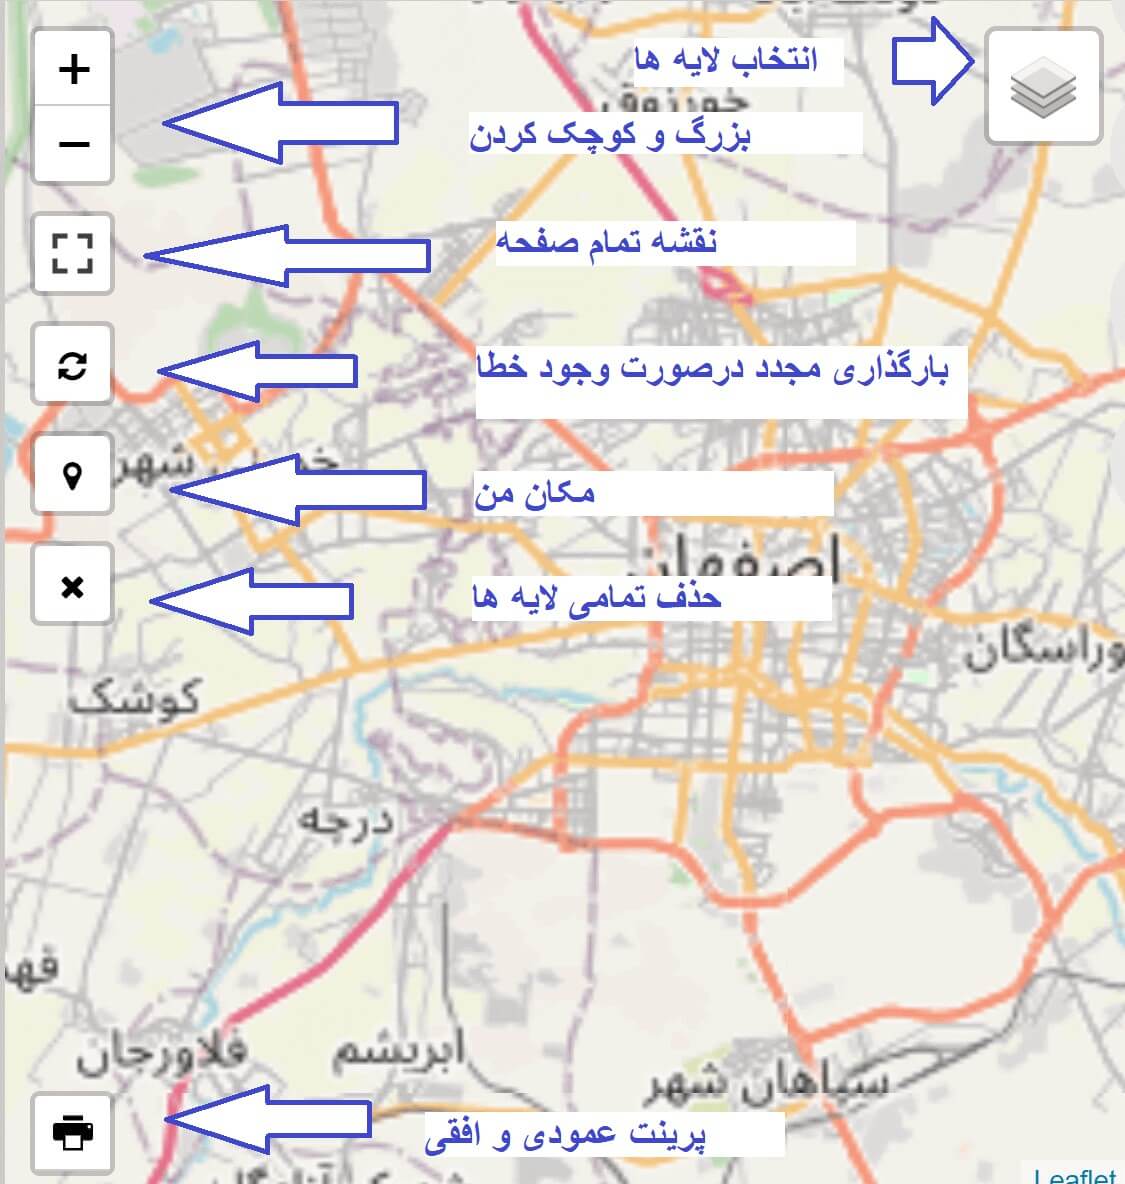 انتخاب لایه ها
خورزوق
بزرگ و کوچک کردن
نقشه تمام صفحه
بارگذاری مجدد درصورت وجود خطا
شهر
مکان من
اصفهان
حذف تمامی لایه ها
وراسگان
کوشک
درچه
فلاورجان
ابریشم
سپاهان شهر
پرینت عمودی و افقی
Leaflet